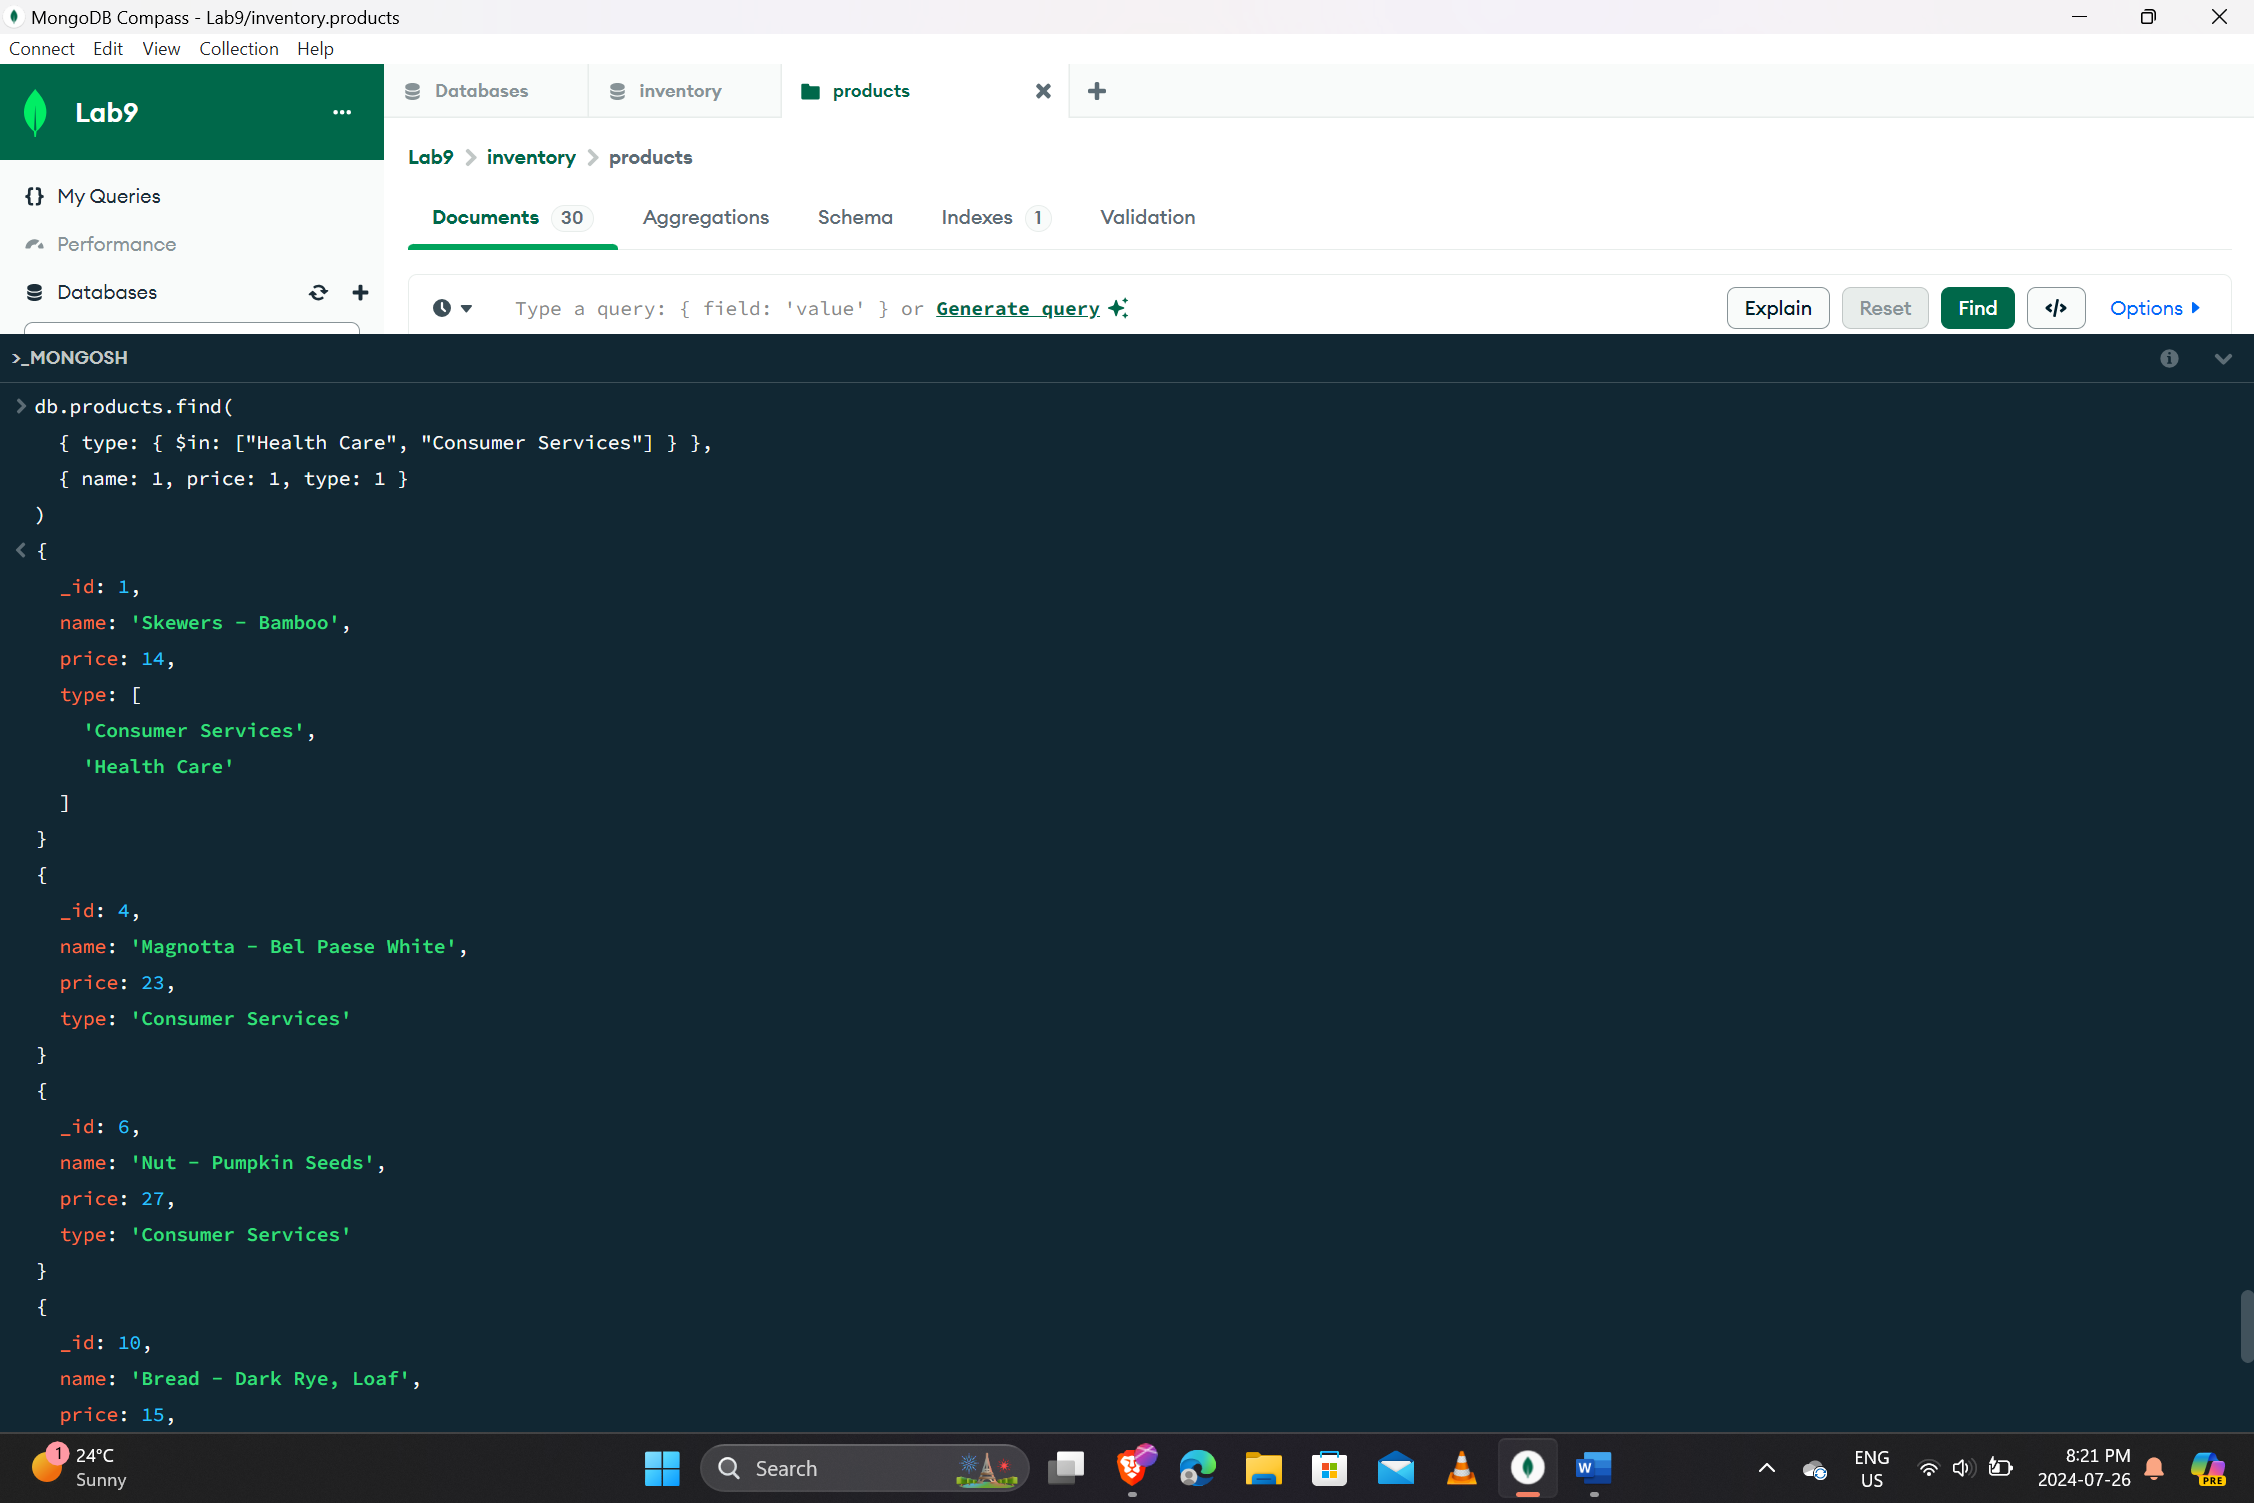 MongoDB Compass - Lab9/inventory.products
Connect Edit View Collection Help
Lab9
Databases
inventory
products
Lab9 > inventory > products
{} My Queries
Performance
Databases
Documents 30 Aggregations Schema Indexes 1 Validation
Type a query: { field: 'value' } or Generate query
Explain Reset Find </> Options
>_MONGOSH
> db.products.find(
{ type: { $in: ["Health Care", "Consumer Services"] } },
{ name: 1, price: 1, type: 1 }
)
< {
_id: 1,
name: 'Skewers - Bamboo',
price: 14,
type: [
'Consumer Services',
'Health Care'
]
}
{
_id: 4,
name: 'Magnotta - Bel Paese White',
price: 23,
type: 'Consumer Services'
}
{
_id: 6,
name: 'Nut - Pumpkin Seeds',
price: 27,
type: 'Consumer Services'
}
{
_id: 10,
name: 'Bread - Dark Rye, Loaf',
price: 15,
1
24°C
Sunny
Search
W
ENG
US
8:21 PM
2024-07-26
PRE